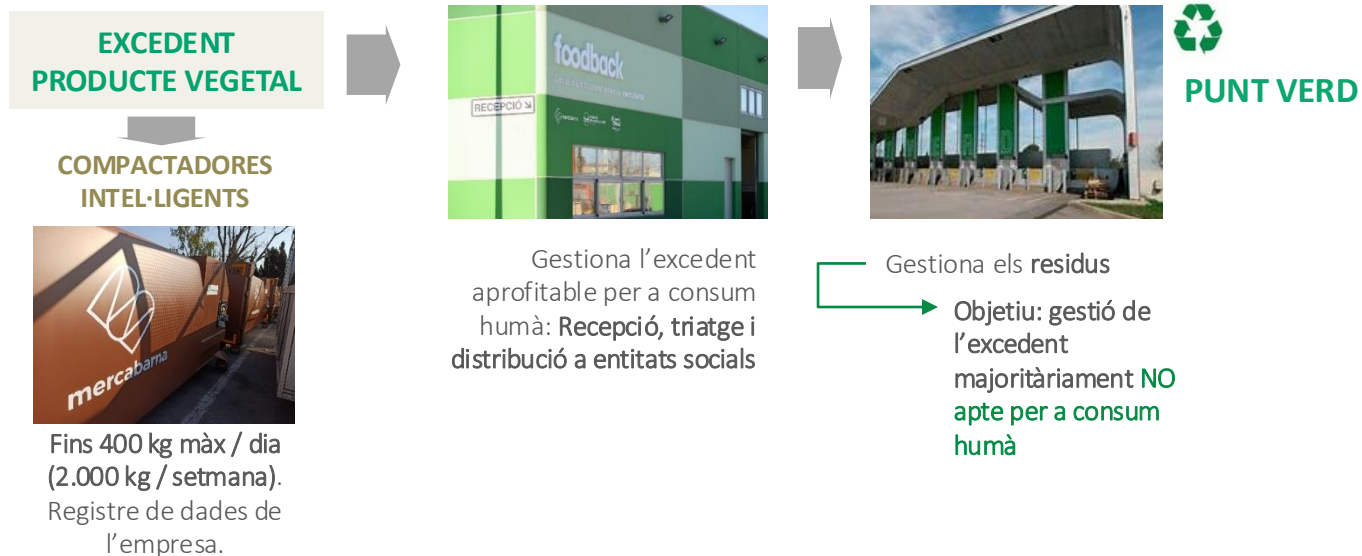 EXCEDENT
PRODUCTE VEGETAL
COMPACTADORES
INTEL·LIGENTS
mercabarna
Fins 400 kg màx / dia
(2.000 kg / setmana).
Registre de dades de
l’empresa.
foodback
RECEPCIÓ
Gestiona l’excedent
aprofitable per a consum
humà: Recepció, triatge i
distribució a entitats socials
PUNT VERD
Gestiona els residus
Objetiu: gestió de
l’excedent
majoritàriament NO
apte per a consum
humà